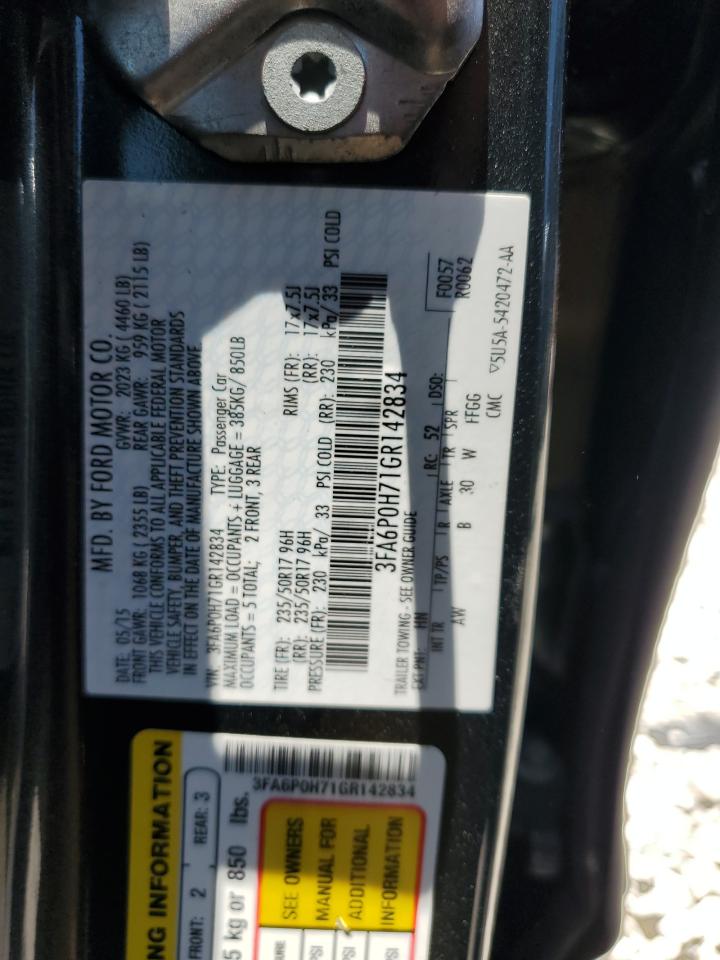 MFD. BY FORD MOTOR CO.
DATE: 05/15 GVWR: 2023 KG ( 4460 LB)
FRONT GAWR: 1068 KG ( 2355 LB) REAR GAWR: 959 KG ( 2115 LB)
THIS VEHICLE CONFORMS TO ALL APPLICABLE FEDERAL MOTOR
VEHICLE SAFETY, BUMPER, AND THEFT PREVENTION STANDARDS
IN EFFECT ON THE DATE OF MANUFACTURE SHOWN ABOVE.
VIN: 3FA6P0H71GR142834 TYPE: Passenger Car
MAXIMUM LOAD = OCCUPANTS + LUGGAGE = 385KG/ 850LB
OCCUPANTS = 5 TOTAL; 2 FRONT, 3 REAR
TIRE (FR): 235/50R17 96H RIMS (FR): 17x7.5J
(RR): 235/50R17 96H (RR): 17x7.5J
PRESSURE (FR): 230 kPa/ 33 PSI COLD (RR): 230 kPa/ 33 PSI COLD
3FA6P0H71GR142834
TRAILER TOWING - SEE OWNER GUIDE F0057
EXT PNT: HN RC: 52 DSO: R0062
INT TR TP/PS R AXLE TR SPR
AW B 30 W FFGG
CMC ▽5U5A-5420472-AA
NG INFORMATION
FRONT: 2 REAR: 3
5 kg or 850 lbs.
3FA6P0H71GR142834
SEE OWNERS
MANUAL FOR
ADDITIONAL
INFORMATION